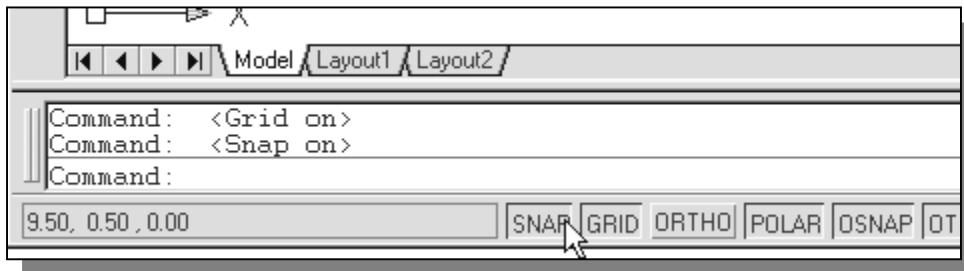 X
Model Layout1 Layout2
Command: <Grid on>
Command: <Snap on>
Command:
9.50, 0.50 , 0.00 SNAP GRID ORTHO POLAR OSNAP OT